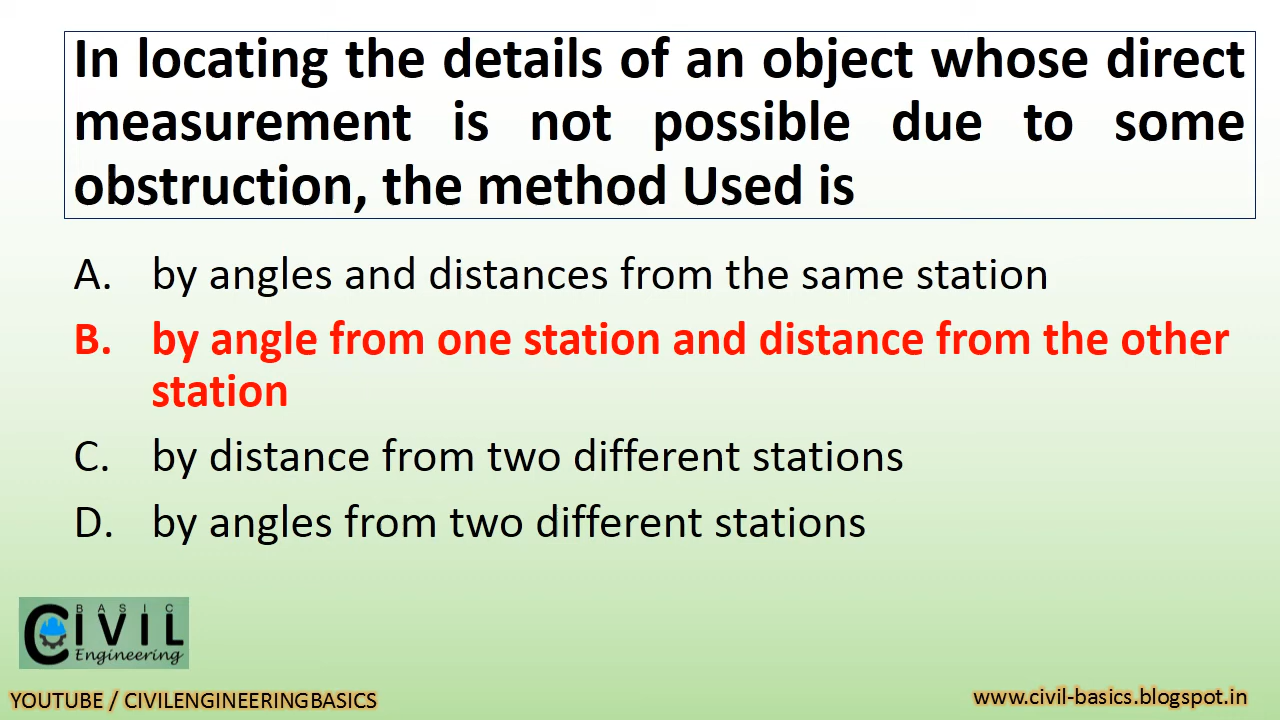 In locating the details of an object whose direct
measurement is not possible due to some
obstruction, the method Used is
A. by angles and distances from the same station
B. by angle from one station and distance from the other
station
C. by distance from two different stations
D. by angles from two different stations
BASIC
CIVIL
Engineering
YOUTUBE / CIVILENGINEERINGBASICS
www.civil-basics.blogspot.in